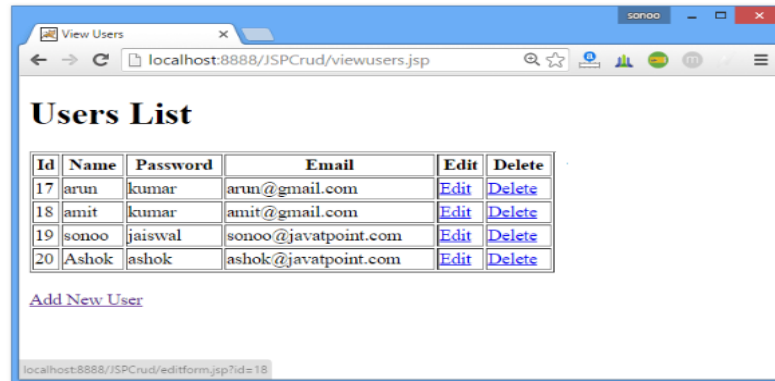 sonoo
View Users
localhost:8888/JSPCrud/viewusers.jsp
Users List
Id Name Password Email Edit Delete
17 arun kumar arun@gmail.com Edit Delete
18 amit kumar amit@gmail.com Edit Delete
19 sonoo jaiswal sonoo@javatpoint.com Edit Delete
20 Ashok ashok ashok@javatpoint.com Edit Delete
Add New User
localhost:8888/JSPCrud/editform.jsp?id=18